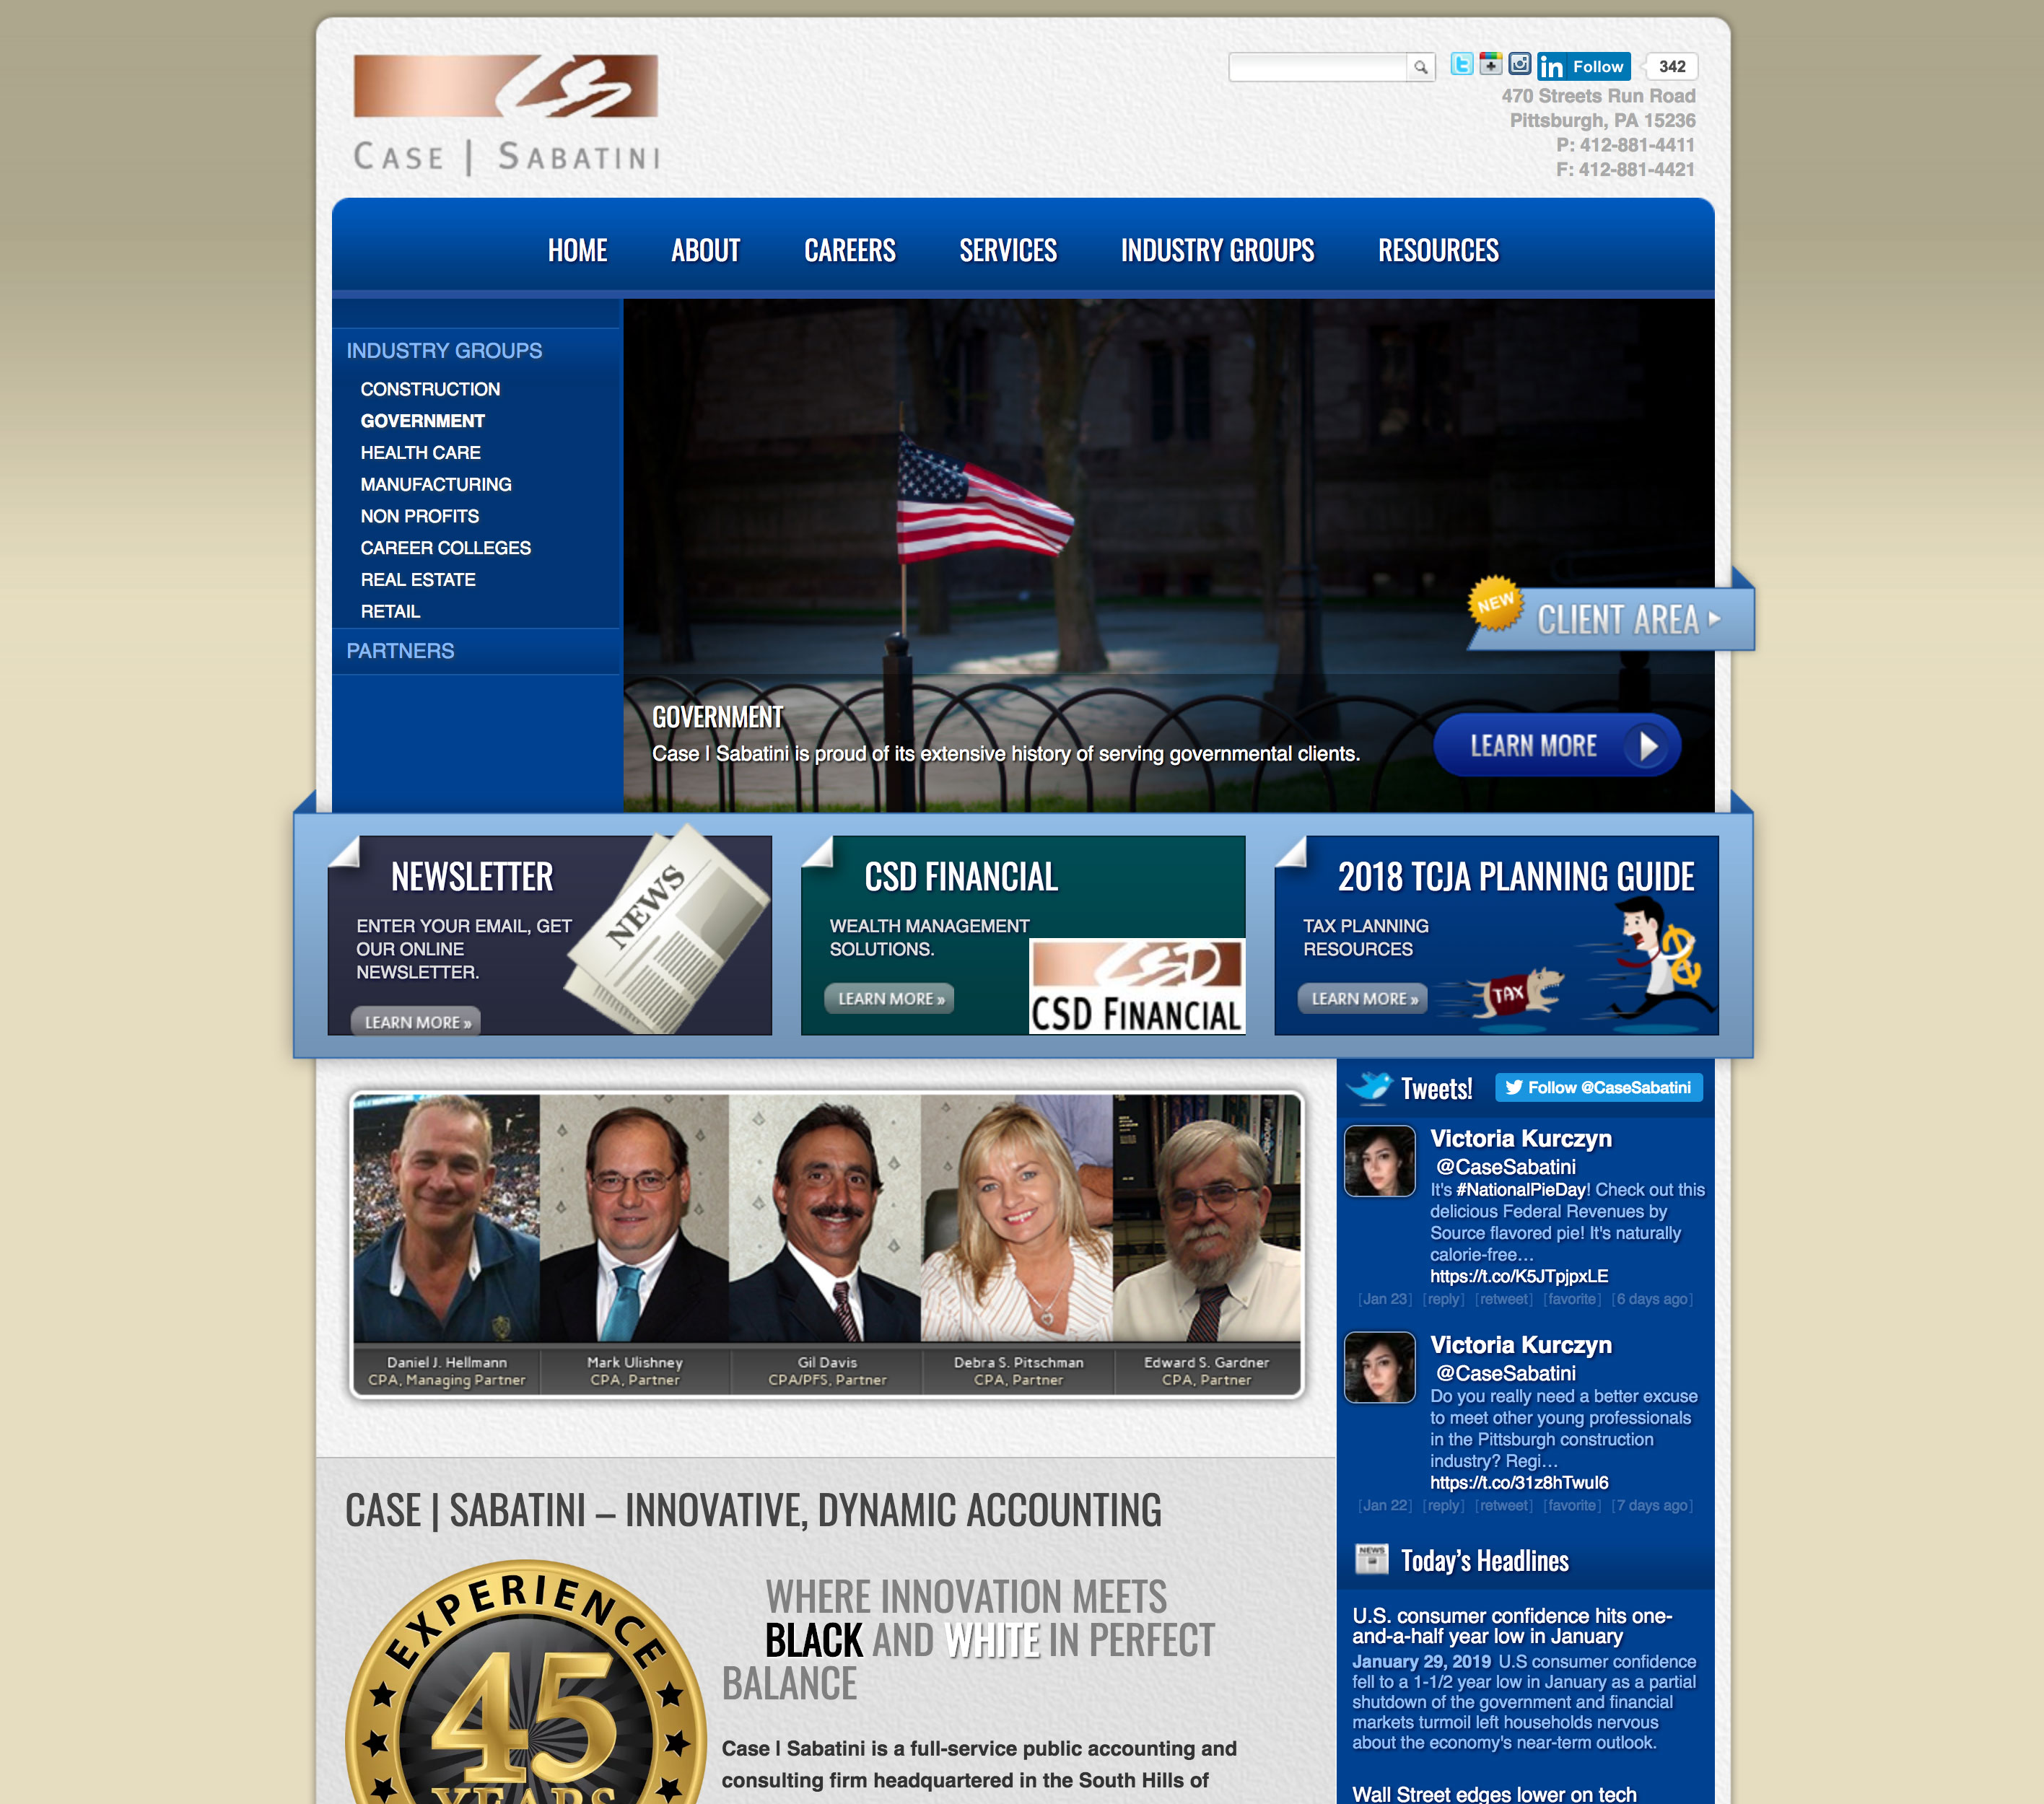 CS
CASE | SABATINI
in Follow 342
470 Streets Run Road
Pittsburgh, PA 15236
P: 412-881-4411
F: 412-881-4421
HOME ABOUT CAREERS SERVICES INDUSTRY GROUPS RESOURCES
INDUSTRY GROUPS
CONSTRUCTION
GOVERNMENT
HEALTH CARE
MANUFACTURING
NON PROFITS
CAREER COLLEGES
REAL ESTATE
RETAIL
PARTNERS
NEW CLIENT AREA
GOVERNMENT
Case | Sabatini is proud of its extensive history of serving governmental clients.
LEARN MORE
NEWSLETTER
ENTER YOUR EMAIL, GET
OUR ONLINE
NEWSLETTER.
LEARN MORE »
NEWS
CSD FINANCIAL
WEALTH MANAGEMENT
SOLUTIONS.
LEARN MORE »
CSD
CSD FINANCIAL
2018 TCJA PLANNING GUIDE
TAX PLANNING
RESOURCES
LEARN MORE »
TAX
Daniel J. Hellmann
CPA, Managing Partner
Mark Ulishney
CPA, Partner
Gil Davis
CPA/PFS, Partner
Debra S. Pitschman
CPA, Partner
Edward S. Gardner
CPA, Partner
CASE | SABATINI – INNOVATIVE, DYNAMIC ACCOUNTING
EXPERIENCE
45
YEARS
WHERE INNOVATION MEETS
BLACK AND WHITE IN PERFECT
BALANCE
Case | Sabatini is a full-service public accounting and
consulting firm headquartered in the South Hills of
Tweets! Follow @CaseSabatini
Victoria Kurczyn
@CaseSabatini
It's #NationalPieDay! Check out this
delicious Federal Revenues by
Source flavored pie! It's naturally
calorie-free…
https://t.co/K5JTpjpxLE
[Jan 23] [reply] [retweet] [favorite] [6 days ago]
Victoria Kurczyn
@CaseSabatini
Do you really need a better excuse
to meet other young professionals
in the Pittsburgh construction
industry? Regi…
https://t.co/31z8hTwuI6
[Jan 22] [reply] [retweet] [favorite] [7 days ago]
NEWS Today's Headlines
U.S. consumer confidence hits one-
and-a-half year low in January
January 29, 2019 U.S consumer confidence
fell to a 1-1/2 year low in January as a partial
shutdown of the government and financial
markets turmoil left households nervous
about the economy's near-term outlook.
Wall Street edges lower on tech